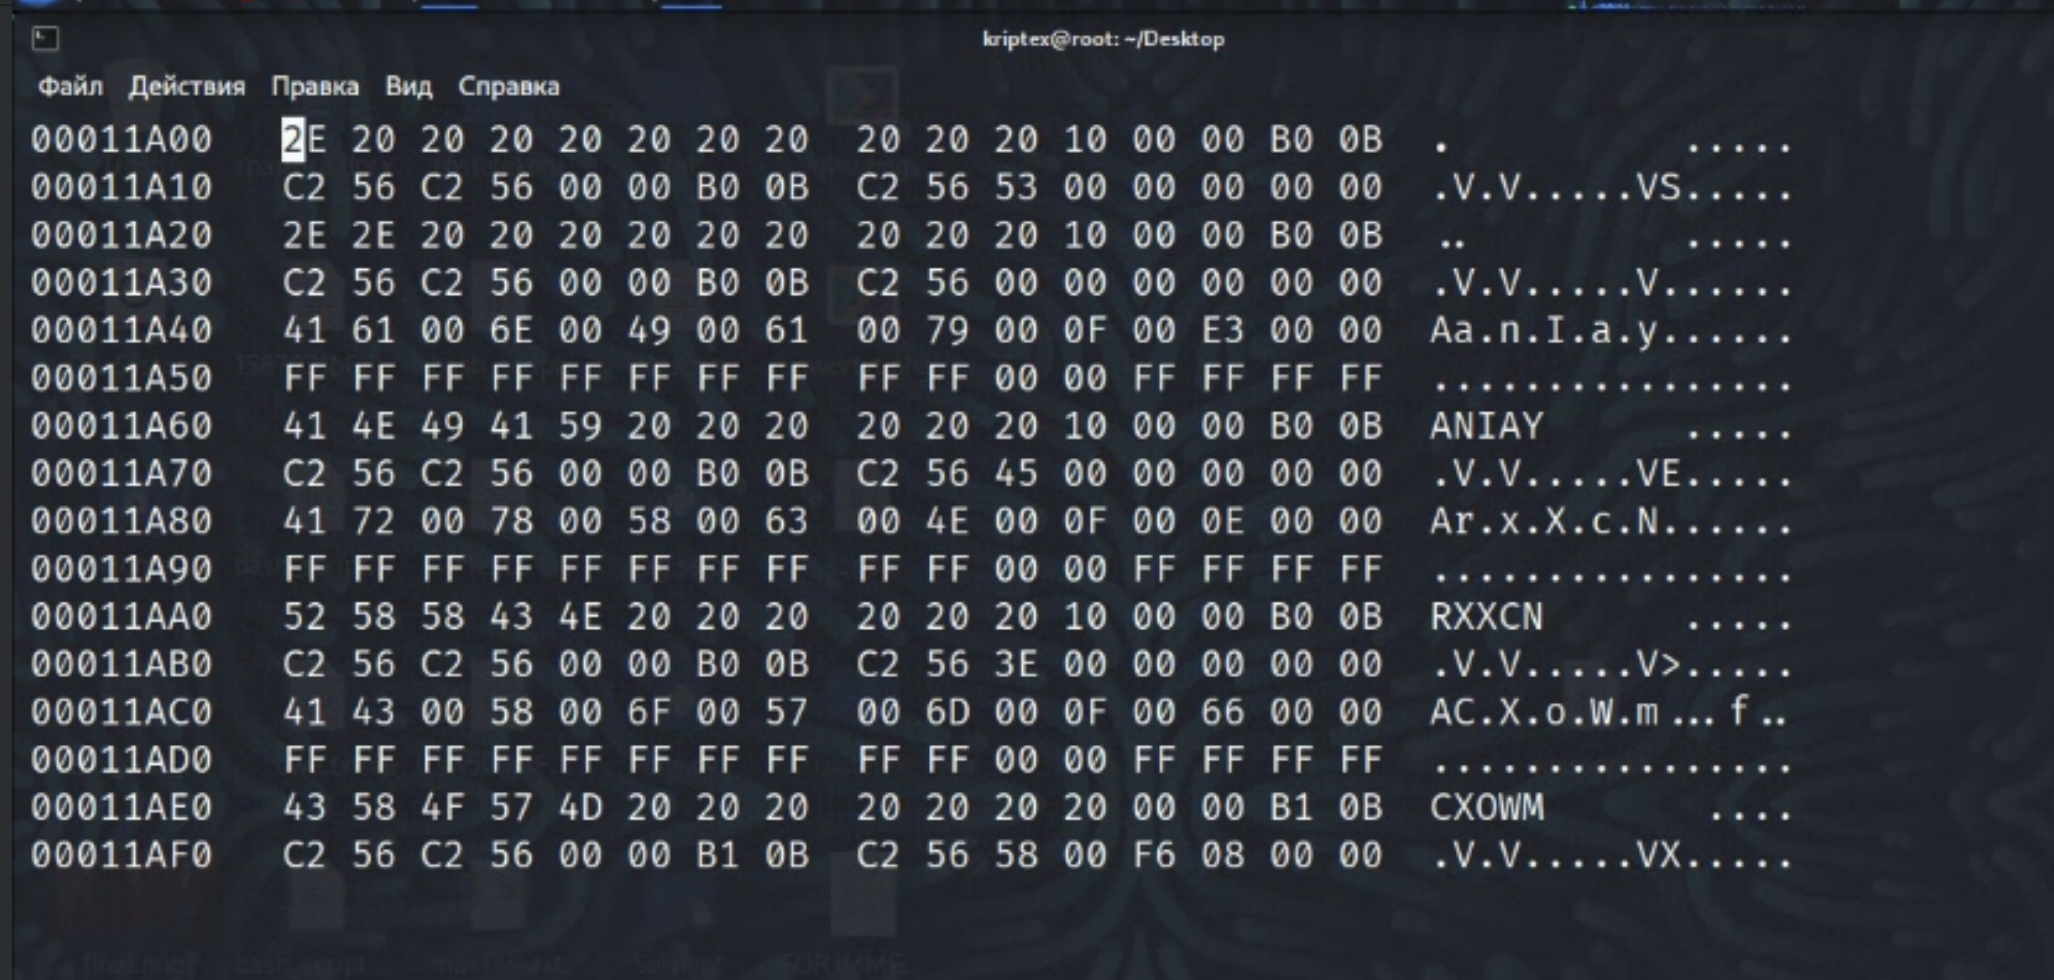 kriptex@root: ~/Desktop
Файл Действия Правка Вид Справка
00011A00 2E 20 20 20 20 20 20 20 20 20 20 10 00 00 B0 0B . .....
00011A10 C2 56 C2 56 00 00 B0 0B C2 56 53 00 00 00 00 00 .V.V.....VS.....
00011A20 2E 2E 20 20 20 20 20 20 20 20 20 10 00 00 B0 0B .. .....
00011A30 C2 56 C2 56 00 00 B0 0B C2 56 00 00 00 00 00 00 .V.V.....V......
00011A40 41 61 00 6E 00 49 00 61 00 79 00 0F 00 E3 00 00 Aa.n.I.a.y......
00011A50 FF FF FF FF FF FF FF FF FF FF 00 00 FF FF FF FF ................
00011A60 41 4E 49 41 59 20 20 20 20 20 20 10 00 00 B0 0B ANIAY .....
00011A70 C2 56 C2 56 00 00 B0 0B C2 56 45 00 00 00 00 00 .V.V.....VE.....
00011A80 41 72 00 78 00 58 00 63 00 4E 00 0F 00 0E 00 00 Ar.x.X.c.N......
00011A90 FF FF FF FF FF FF FF FF FF FF 00 00 FF FF FF FF ................
00011AA0 52 58 58 43 4E 20 20 20 20 20 20 10 00 00 B0 0B RXXCN .....
00011AB0 C2 56 C2 56 00 00 B0 0B C2 56 3E 00 00 00 00 00 .V.V.....V>.....
00011AC0 41 43 00 58 00 6F 00 57 00 6D 00 0F 00 66 00 00 AC.X.o.W.m...f..
00011AD0 FF FF FF FF FF FF FF FF FF FF 00 00 FF FF FF FF ................
00011AE0 43 58 4F 57 4D 20 20 20 20 20 20 20 00 00 B1 0B CXOWM ....
00011AF0 C2 56 C2 56 00 00 B1 0B C2 56 58 00 F6 08 00 00 .V.V.....VX.....